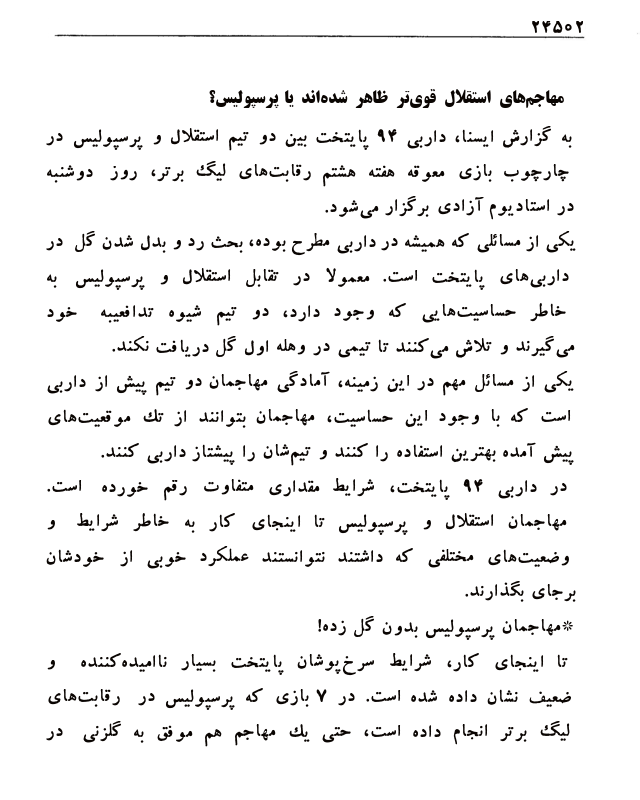 ۲۴۵۰۲
مهاجم‌های استقلال قوی‌تر ظاهر شده‌اند یا پرسپولیس؟
به گزارش ایسنا، داربی ۹۴ پایتخت بین دو تیم استقلال و پرسپولیس در
چارچوب بازی معوقه هفته هشتم رقابت‌های لیگ برتر، روز دوشنبه
در استادیوم آزادی برگزار می‌شود.
یکی از مسائلی که همیشه در داربی مطرح بوده، بحث رد و بدل شدن گل در
داربی‌های پایتخت است. معمولا در تقابل استقلال و پرسپولیس به
خاطر حساسیت‌هایی که وجود دارد، دو تیم شیوه تدافعیبه خود
می‌گیرند و تلاش می‌کنند تا تیمی در وهله اول گل دریافت نکند.
یکی از مسائل مهم در این زمینه، آمادگی مهاجمان دو تیم پیش از داربی
است که با وجود این حساسیت، مهاجمان بتوانند از تک موقعیت‌های
پیش آمده بهترین استفاده را کنند و تیم‌شان را پیشتاز داربی کنند.
در داربی ۹۴ پایتخت، شرایط مقداری متفاوت رقم خورده است.
مهاجمان استقلال و پرسپولیس تا اینجای کار به خاطر شرایط و
وضعیت‌های مختلفی که داشتند نتوانستند عملکرد خوبی از خودشان
برجای بگذارند.
*مهاجمان پرسپولیس بدون گل زده!
تا اینجای کار، شرایط سرخ‌پوشان پایتخت بسیار ناامیدکننده و
ضعیف نشان داده شده است. در ۷ بازی که پرسپولیس در رقابت‌های
لیگ برتر انجام داده است، حتی یك مهاجم هم موفق به گلزنی در